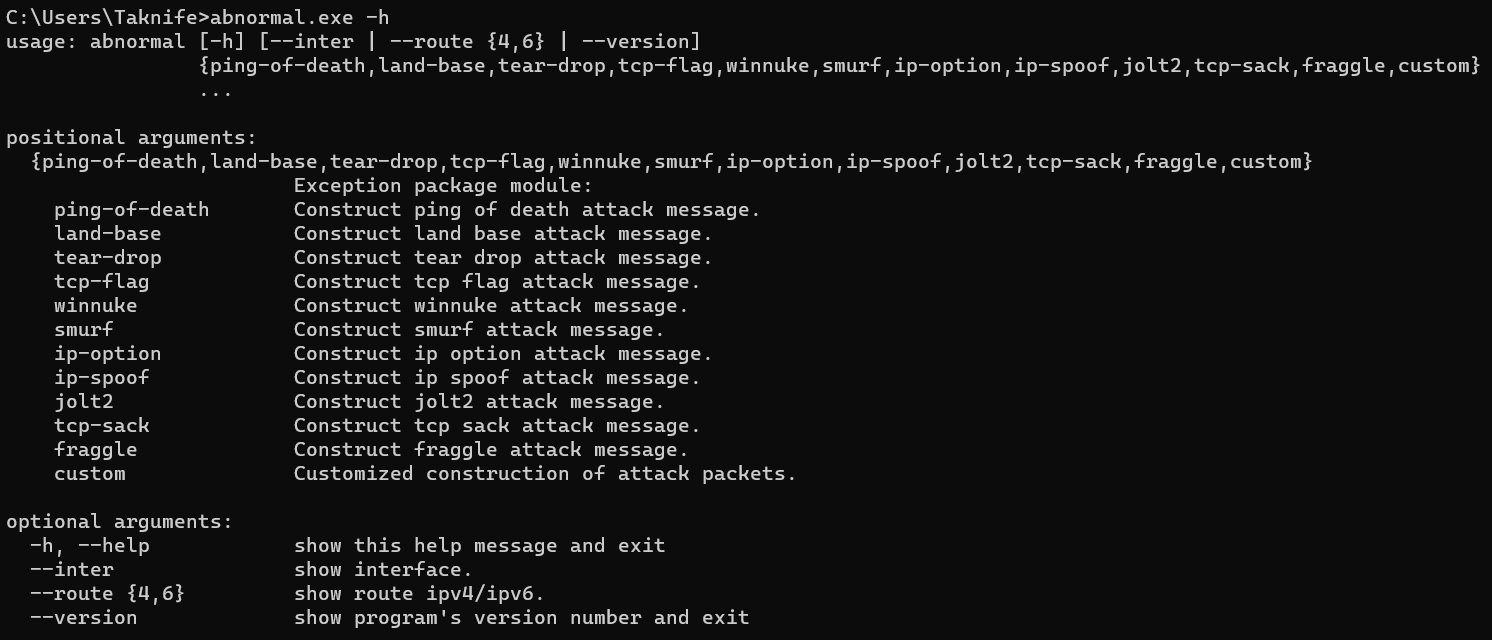 C:\Users\Taknife>abnormal.exe -h
usage: abnormal [-h] [--inter | --route {4,6} | --version]
                {ping-of-death,land-base,tear-drop,tcp-flag,winnuke,smurf,ip-option,ip-spoof,jolt2,tcp-sack,fraggle,custom}
                ...

positional arguments:
  {ping-of-death,land-base,tear-drop,tcp-flag,winnuke,smurf,ip-option,ip-spoof,jolt2,tcp-sack,fraggle,custom}
                        Exception package module:
    ping-of-death       Construct ping of death attack message.
    land-base           Construct land base attack message.
    tear-drop           Construct tear drop attack message.
    tcp-flag            Construct tcp flag attack message.
    winnuke             Construct winnuke attack message.
    smurf               Construct smurf attack message.
    ip-option           Construct ip option attack message.
    ip-spoof            Construct ip spoof attack message.
    jolt2               Construct jolt2 attack message.
    tcp-sack            Construct tcp sack attack message.
    fraggle             Construct fraggle attack message.
    custom              Customized construction of attack packets.

optional arguments:
  -h, --help            show this help message and exit
  --inter               show interface.
  --route {4,6}         show route ipv4/ipv6.
  --version             show program's version number and exit